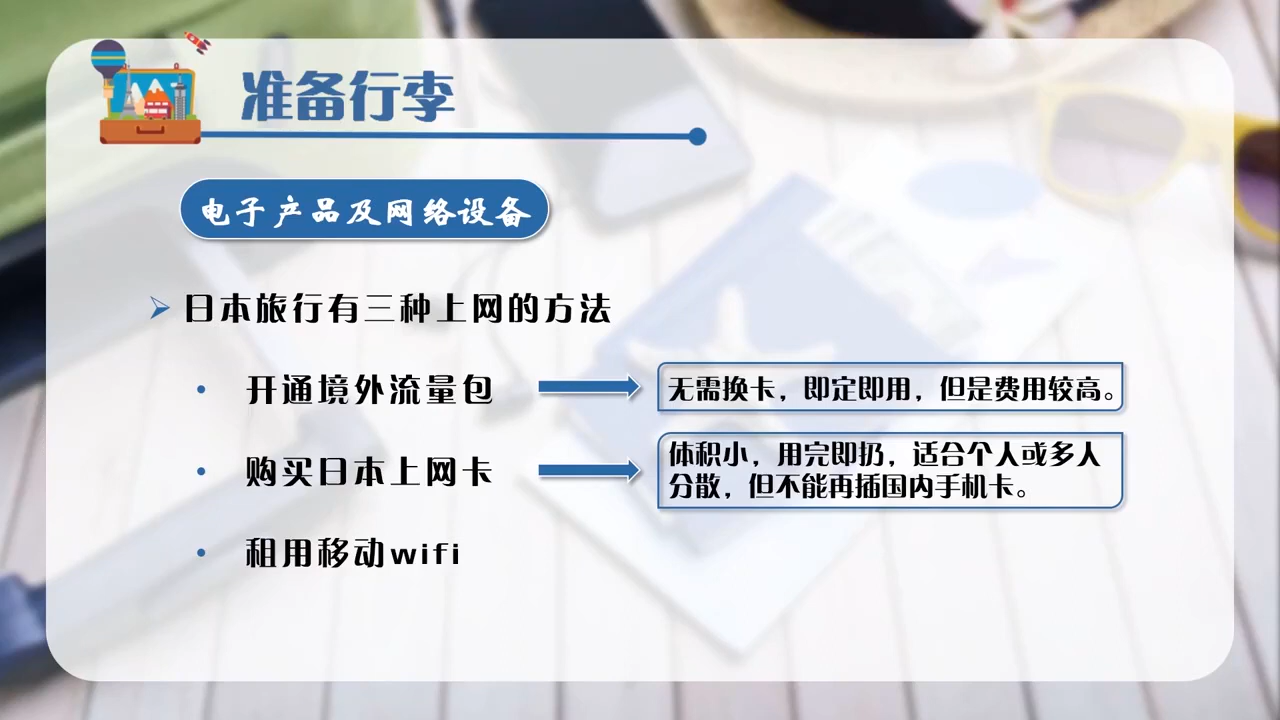 准备行李
电子产品及网络设备
日本旅行有三种上网的方法
开通境外流量包
无需换卡，即定即用，但是费用较高。
购买日本上网卡
体积小，用完即扔，适合个人或多人
分散，但不能再插国内手机卡。
租用移动wifi